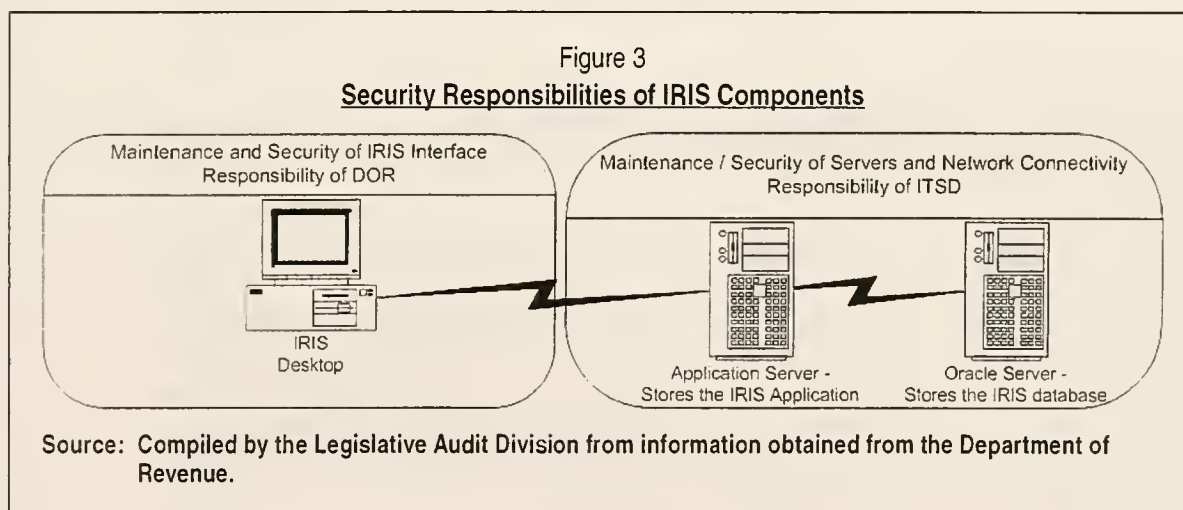 Figure 3
Security Responsibilities of IRIS Components
Maintenance and Security of IRIS Interface
Responsibility of DOR
Maintenance / Security of Servers and Network Connectivity
Responsibility of ITSD
IRIS
Desktop
Application Server -
Stores the IRIS Application
Oracle Server -
Stores the IRIS database
Source: Compiled by the Legislative Audit Division from information obtained from the Department of
Revenue.